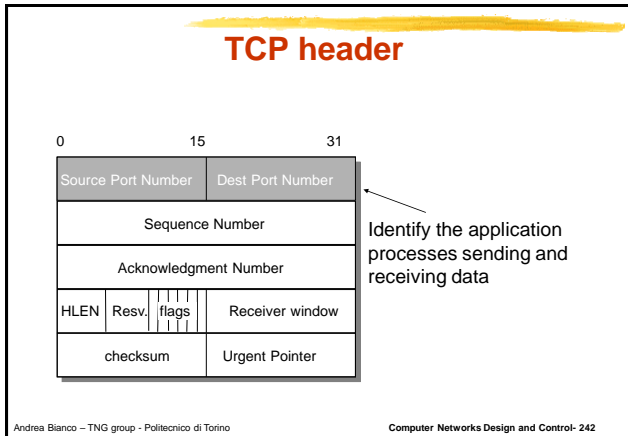 TCP header
0 15 31
Source Port Number Dest Port Number
Sequence Number
Acknowledgment Number
HLEN Resv. flags Receiver window
checksum Urgent Pointer
Identify the application
processes sending and
receiving data
Andrea Bianco – TNG group - Politecnico di Torino Computer Networks Design and Control- 242